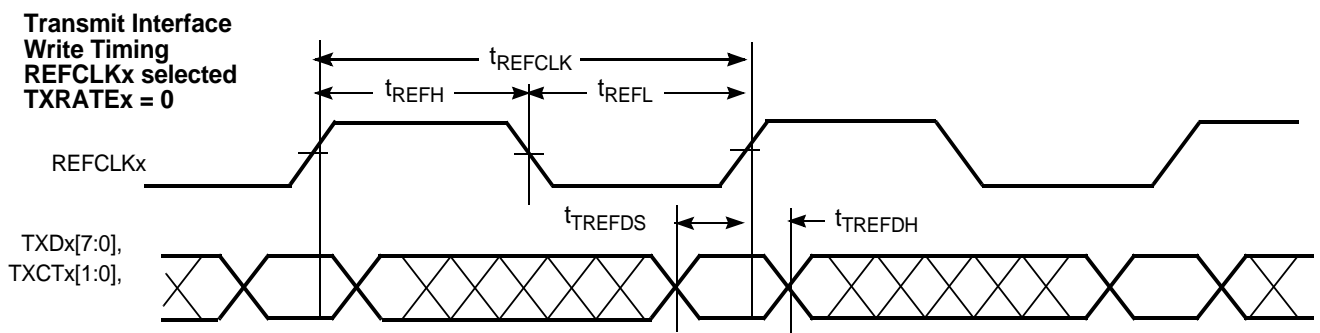 Transmit Interface
Write Timing
REFCLKx selected
TXRATEx = 0
tREFCLK
tREFH
tREFL
REFCLKx
tTREFDS
tTREFDH
TXDx[7:0],
TXCTx[1:0],